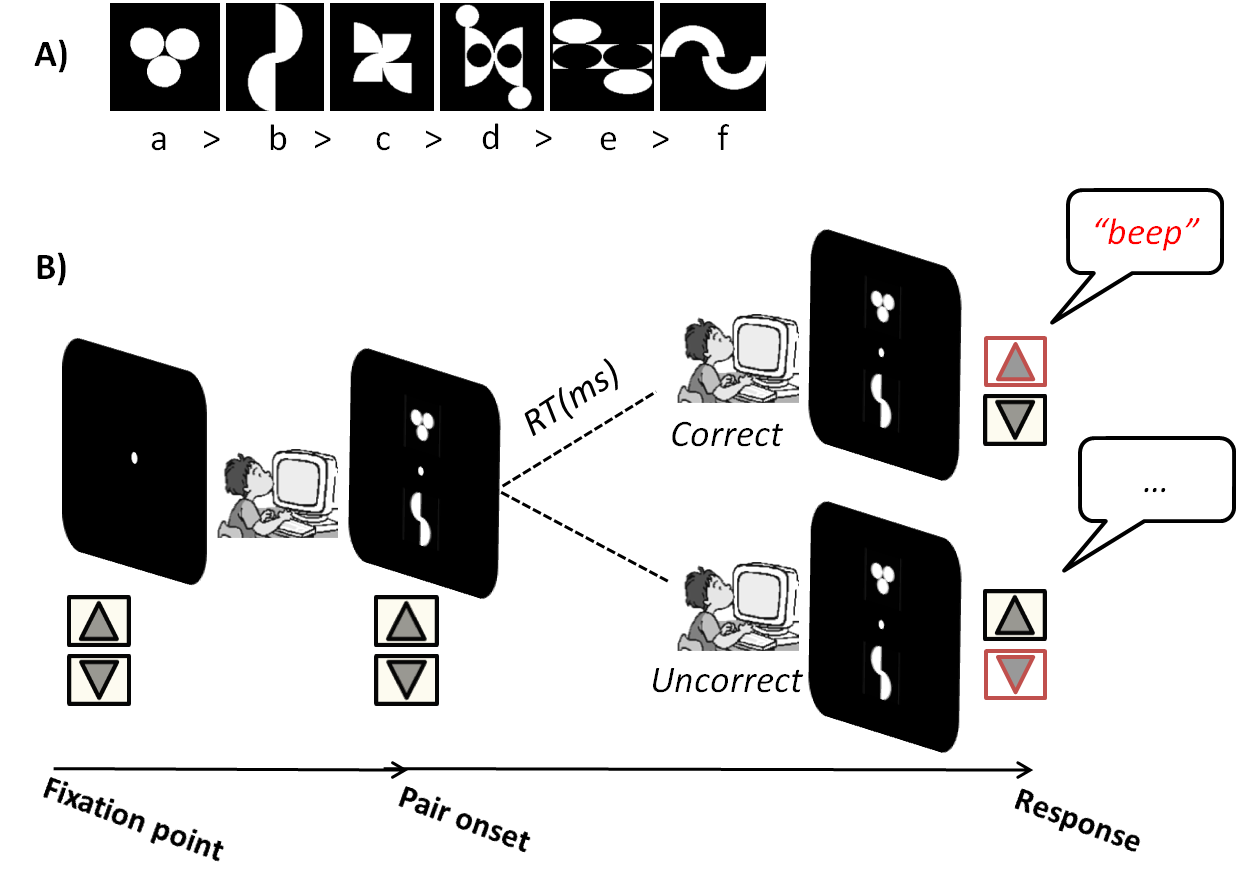 A)
a > b > c > d > e > f
B)
“beep”
RT(ms)
Correct
...
Uncorrect
Fixation point
Pair onset
Response